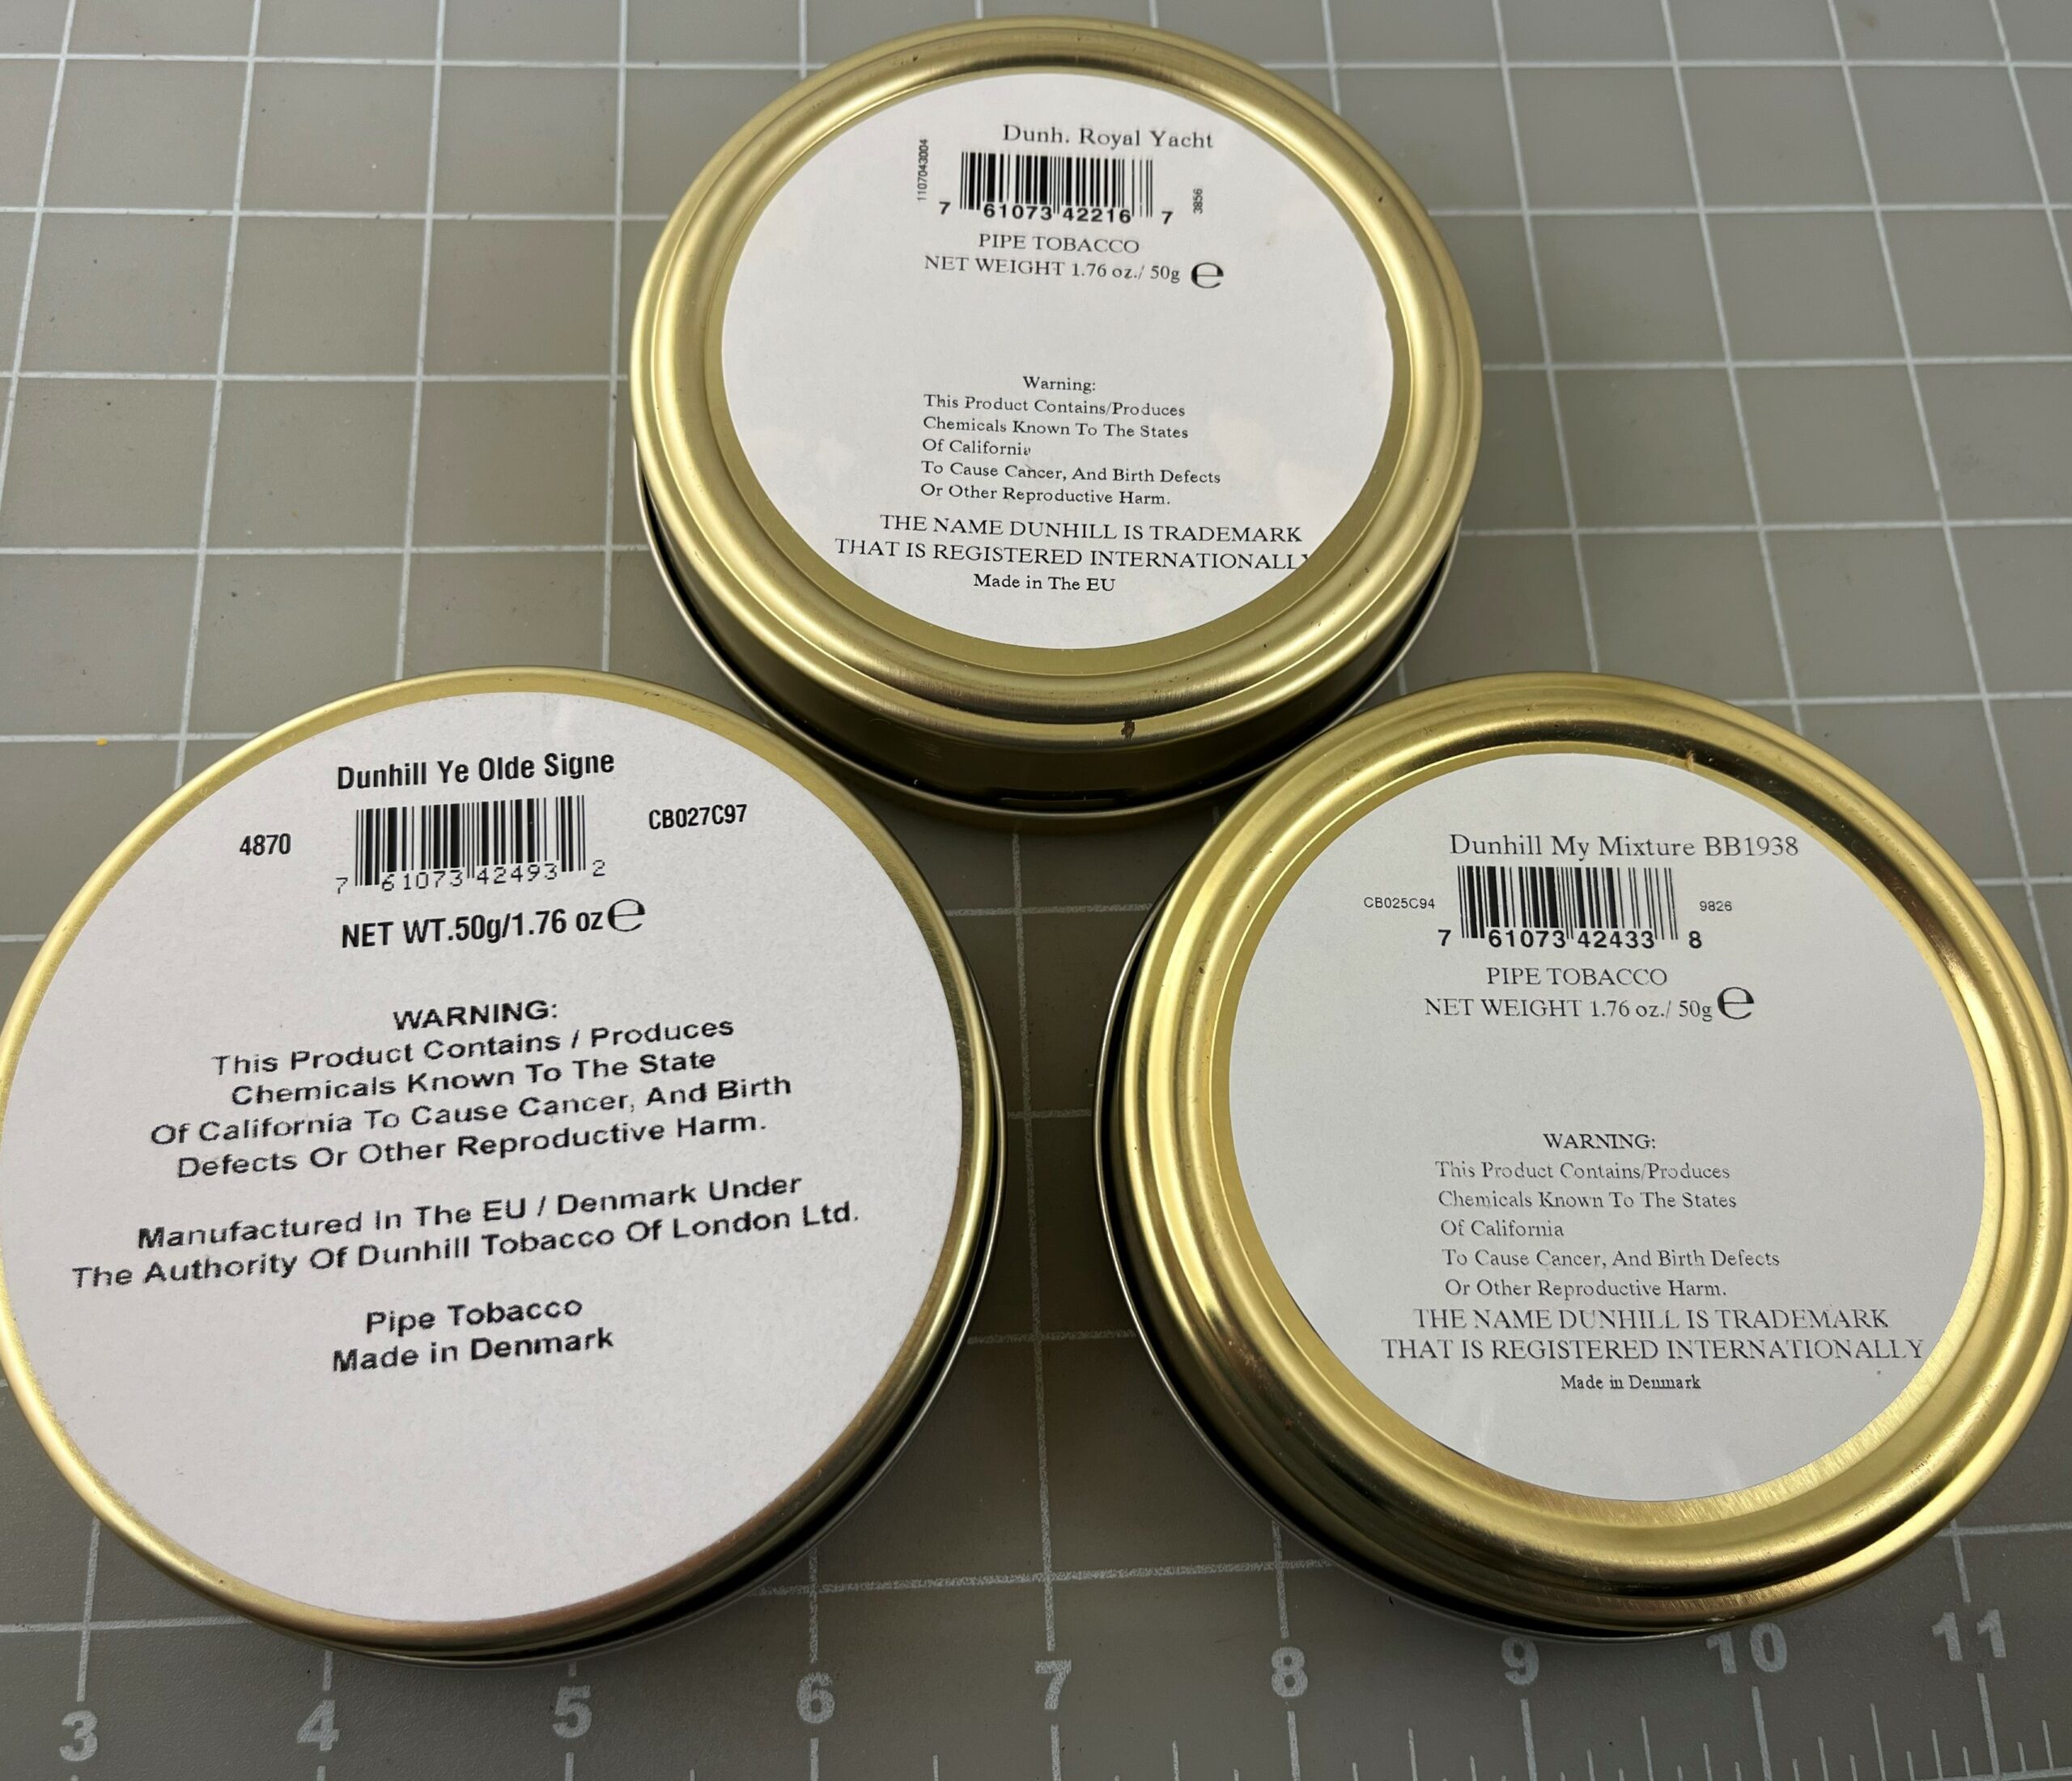 Dunh. Royal Yacht
1107043004
7 61073 42216 7
3856
PIPE TOBACCO
NET WEIGHT 1.76 oz./ 50g ℮
Warning:
This Product Contains/Produces
Chemicals Known To The States
Of California
To Cause Cancer, And Birth Defects
Or Other Reproductive Harm.
THE NAME DUNHILL IS TRADEMARK
THAT IS REGISTERED INTERNATIONALLY
Made in The EU
Dunhill Ye Olde Signe
4870
CB027C97
7 61073 42493 2
NET WT.50g/1.76 oz ℮
WARNING:
This Product Contains / Produces
Chemicals Known To The State
Of California To Cause Cancer, And Birth
Defects Or Other Reproductive Harm.
Manufactured In The EU / Denmark Under
The Authority Of Dunhill Tobacco Of London Ltd.
Pipe Tobacco
Made in Denmark
Dunhill My Mixture BB1938
CB025C94
9826
7 61073 42433 8
PIPE TOBACCO
NET WEIGHT 1.76 oz./ 50g ℮
WARNING:
This Product Contains/Produces
Chemicals Known To The States
Of California
To Cause Cancer, And Birth Defects
Or Other Reproductive Harm.
THE NAME DUNHILL IS TRADEMARK
THAT IS REGISTERED INTERNATIONALLY
Made in Denmark
3 4 5 6 7 8 9 10 11